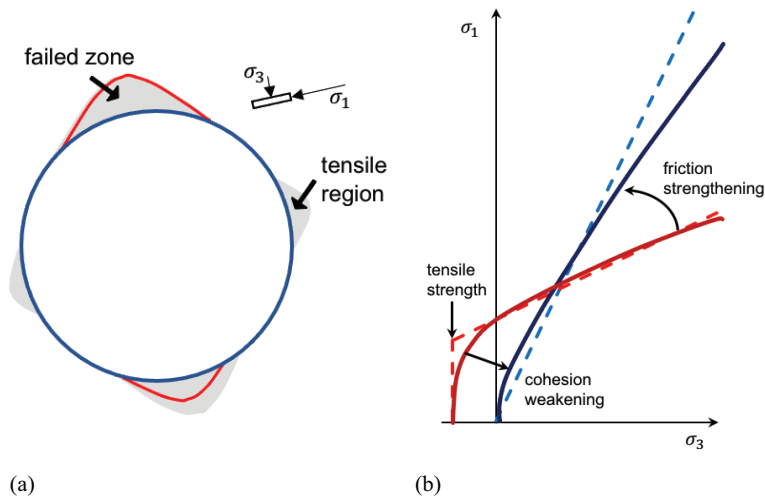 failed zone
σ3
σ1
tensile
region
(a)
σ1
friction
strengthening
tensile
strength
cohesion
weakening
σ3
(b)